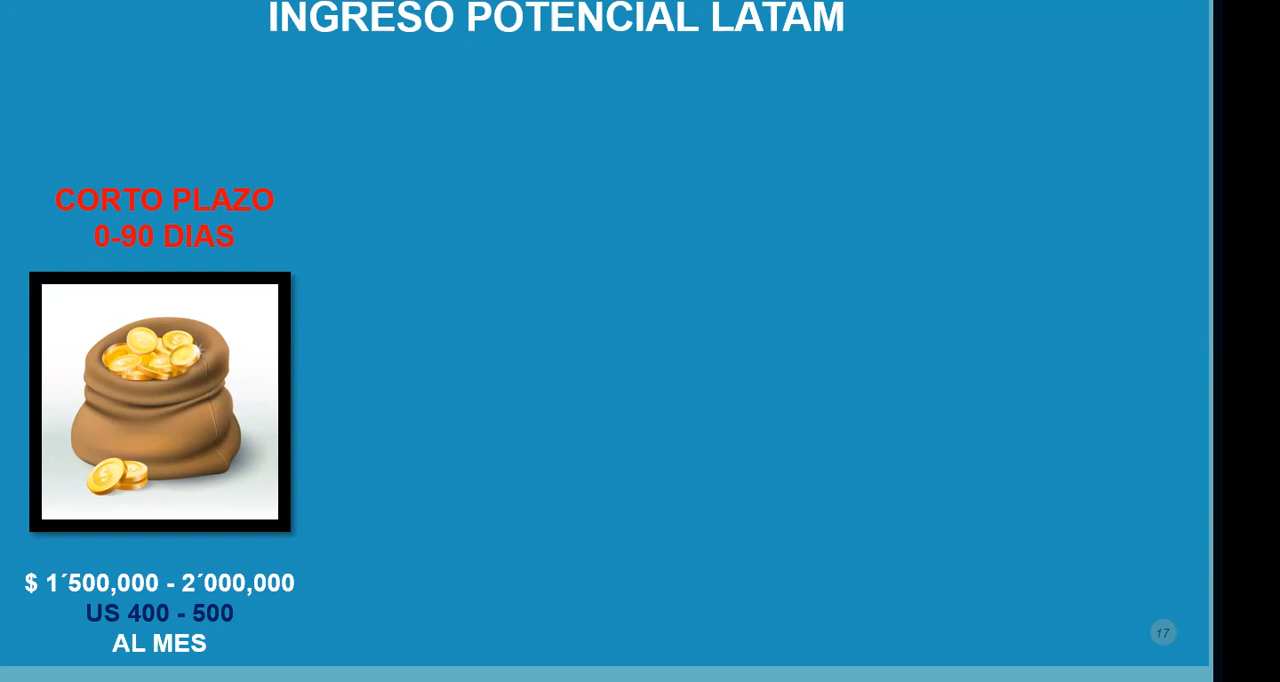 INGRESO POTENCIAL LATAM
CORTO PLAZO
0-90 DIAS
$ 1´500,000 - 2´000,000
US 400 - 500
AL MES
17